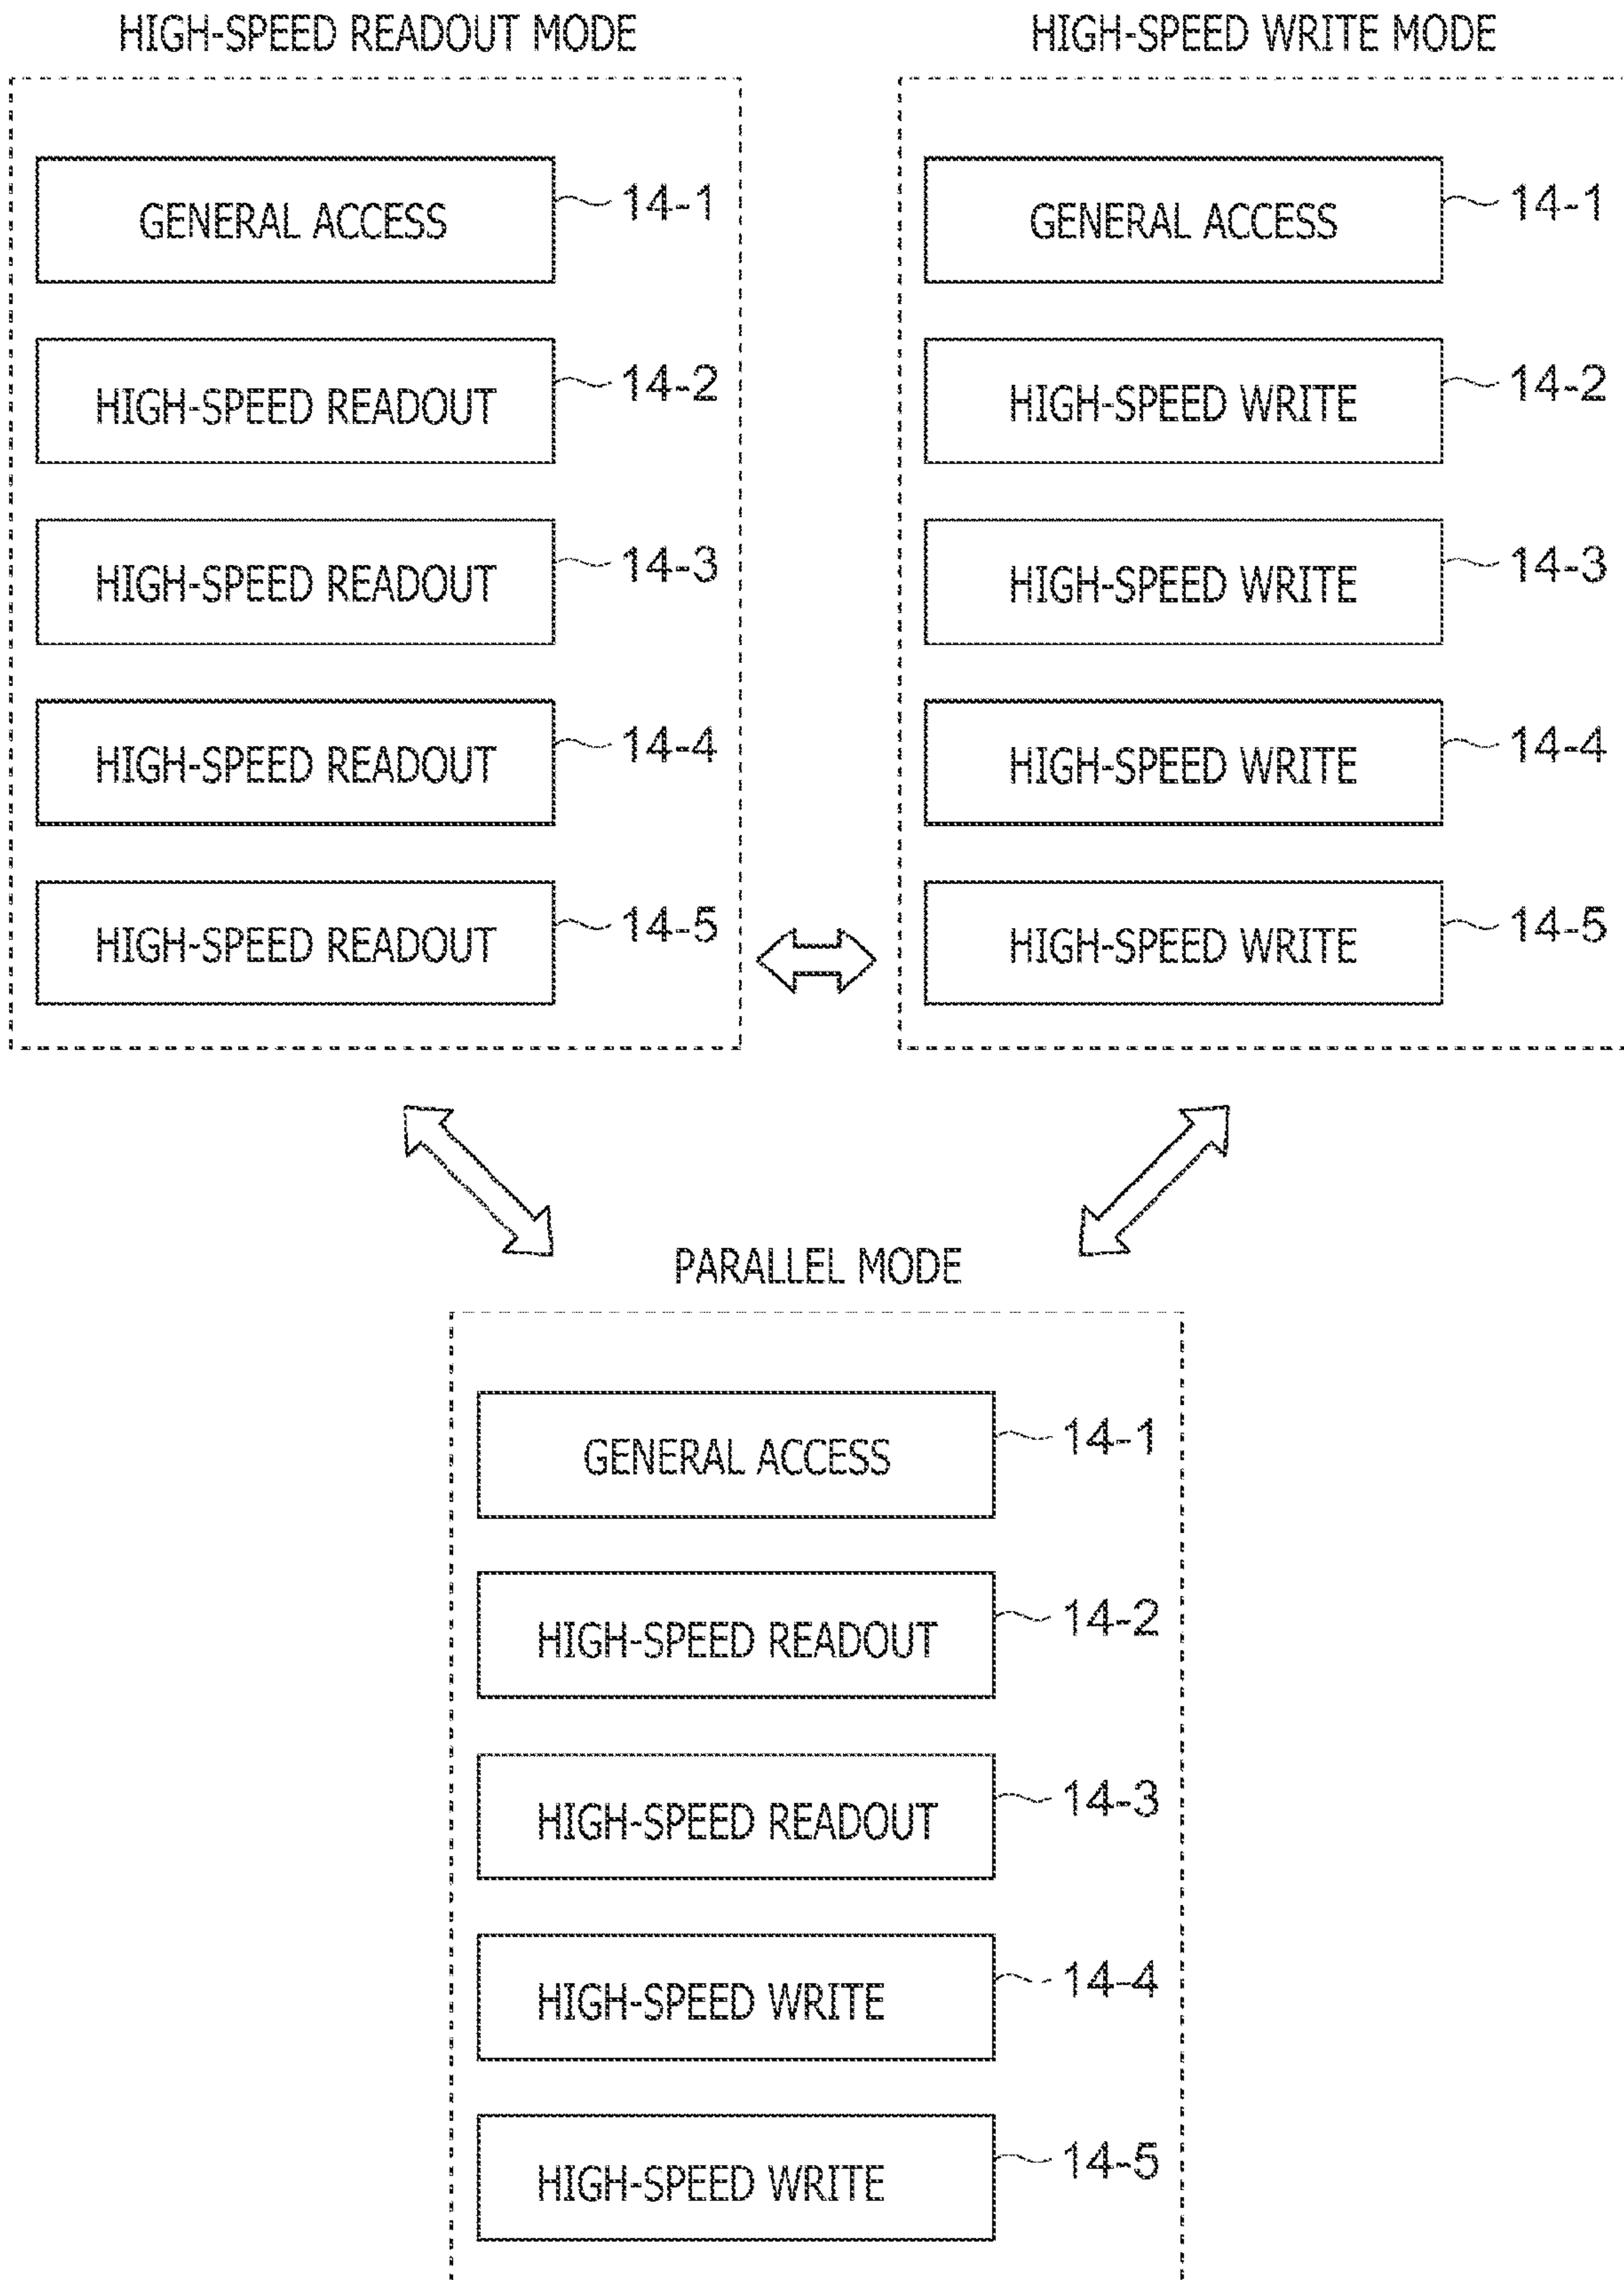 HIGH-SPEED READOUT MODE
GENERAL ACCESS 14-1
HIGH-SPEED READOUT 14-2
HIGH-SPEED READOUT 14-3
HIGH-SPEED READOUT 14-4
HIGH-SPEED READOUT 14-5
HIGH-SPEED WRITE MODE
GENERAL ACCESS 14-1
HIGH-SPEED WRITE 14-2
HIGH-SPEED WRITE 14-3
HIGH-SPEED WRITE 14-4
HIGH-SPEED WRITE 14-5
PARALLEL MODE
GENERAL ACCESS 14-1
HIGH-SPEED READOUT 14-2
HIGH-SPEED READOUT 14-3
HIGH-SPEED WRITE 14-4
HIGH-SPEED WRITE 14-5